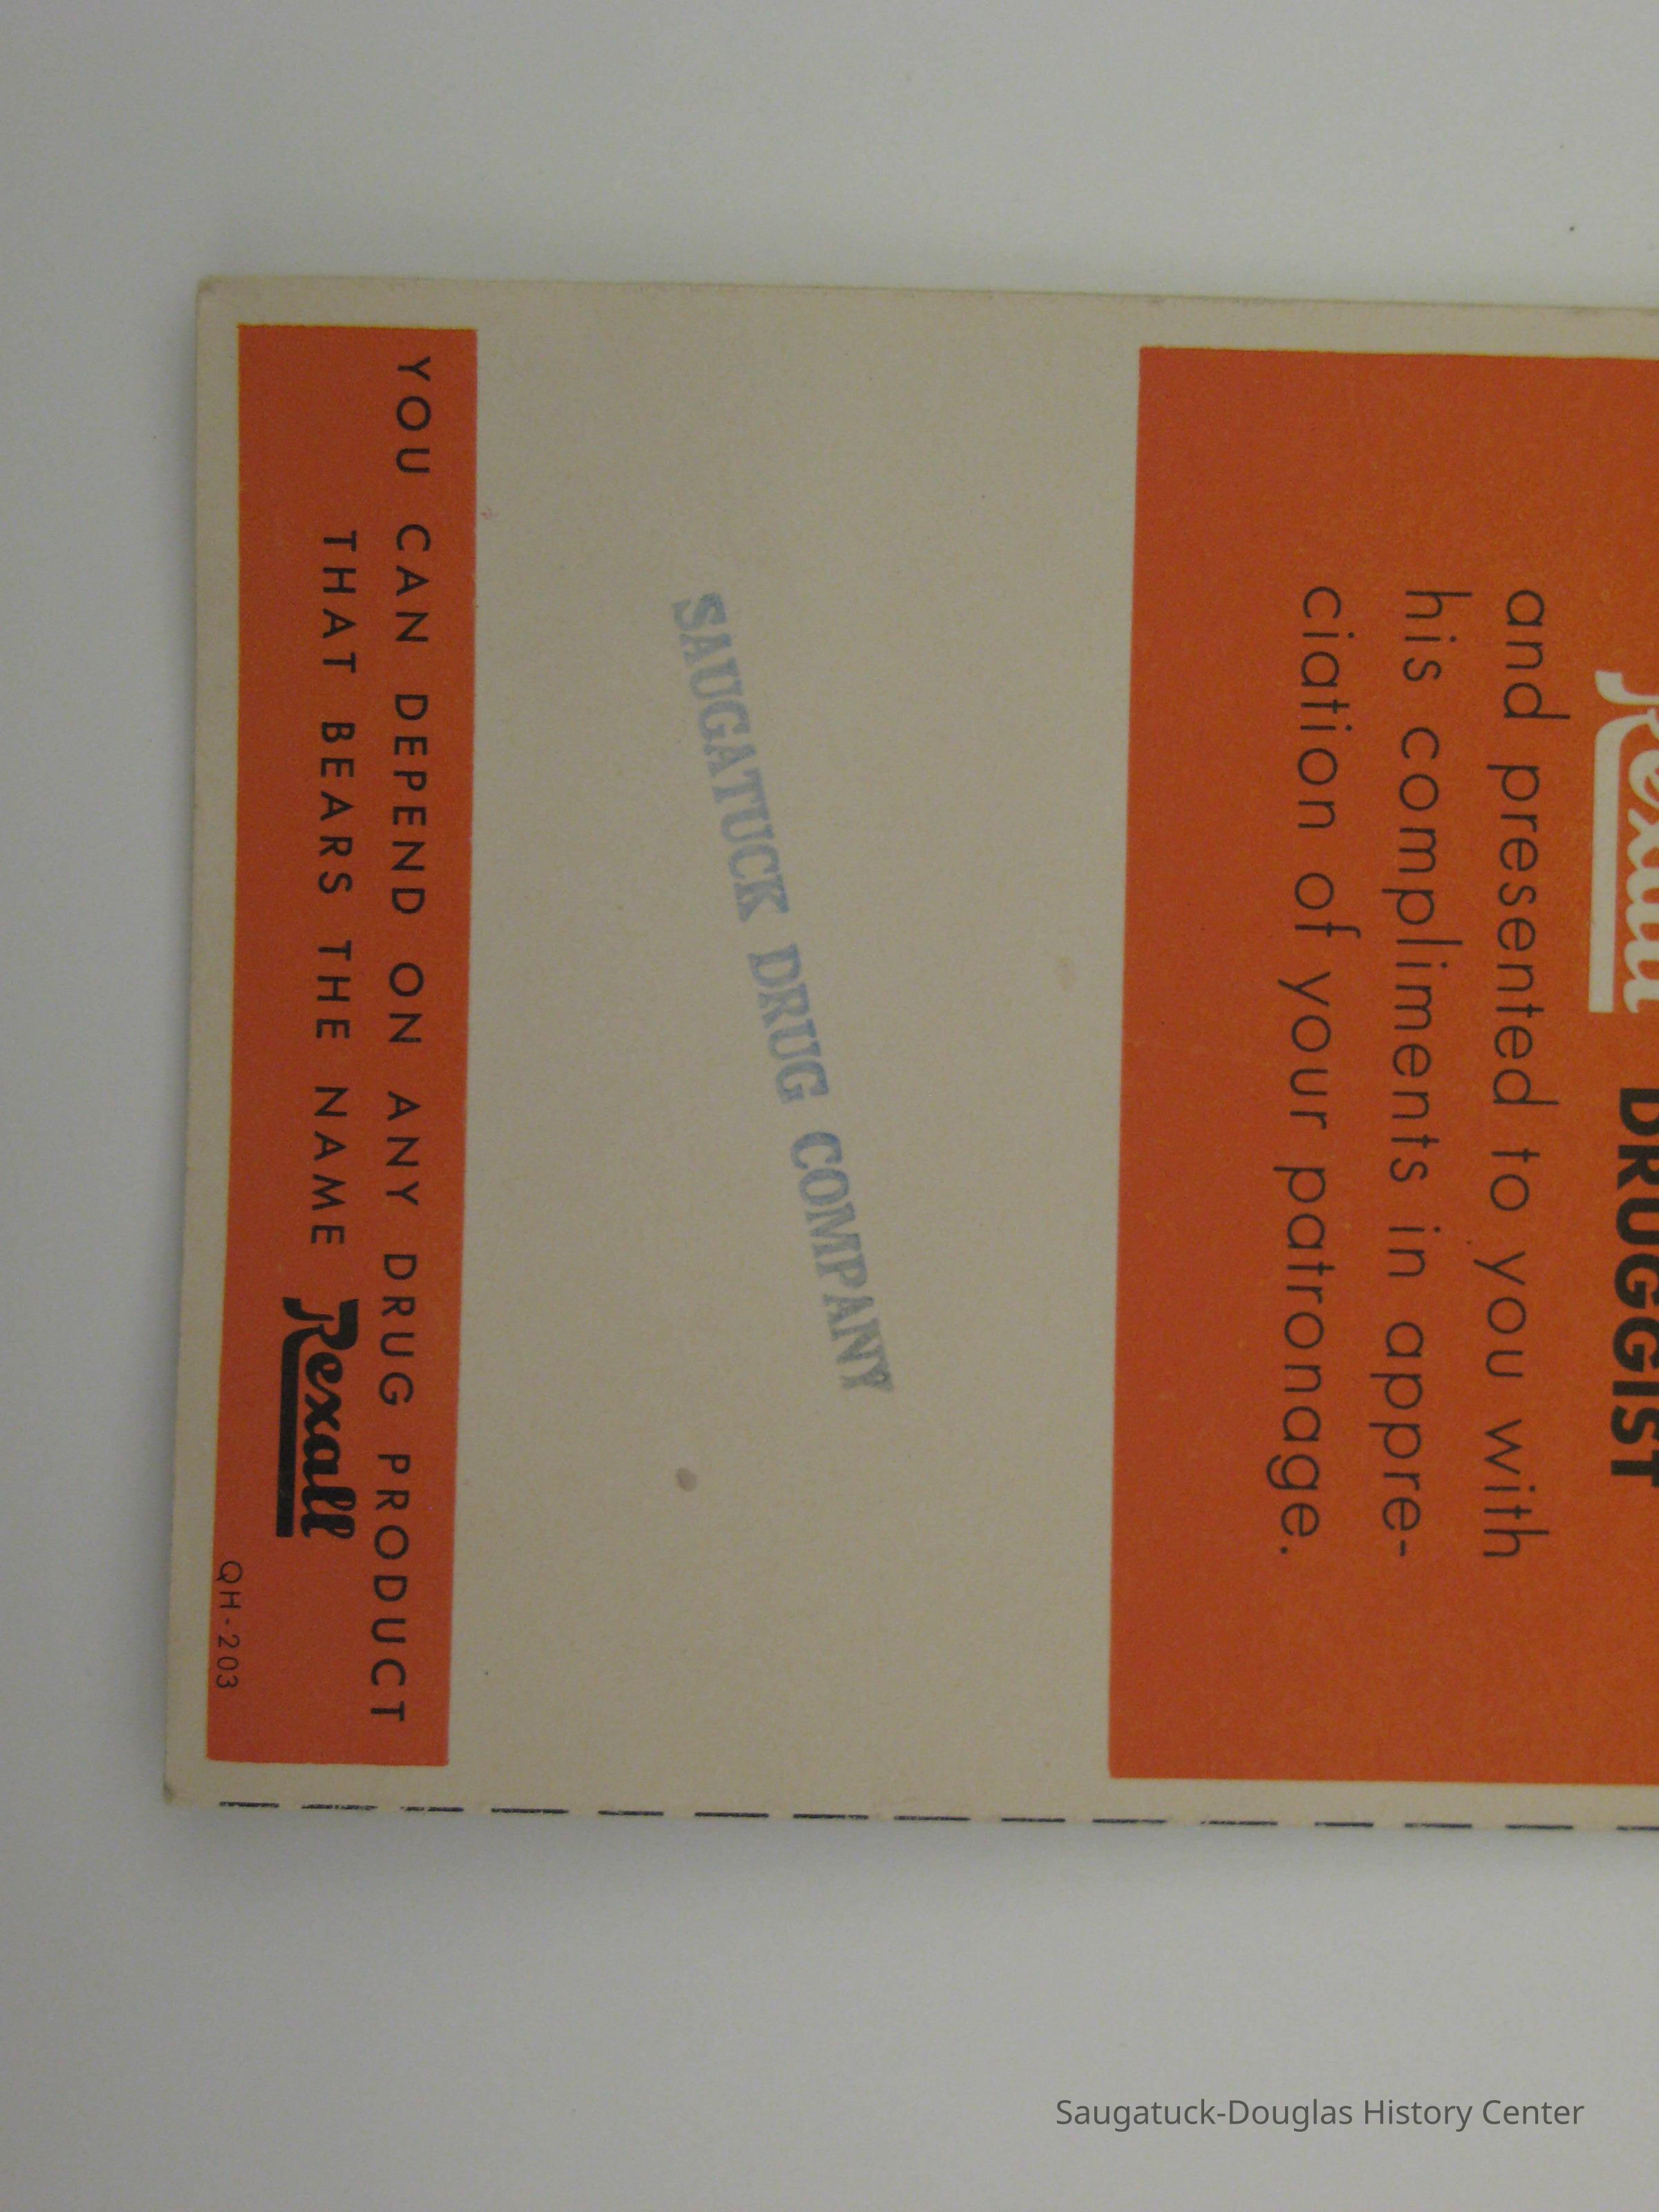 Rexall DRUGGIST
and presented to you with
his compliments in appre-
ciation of your patronage.
SAUGATUCK DRUG COMPANY
YOU CAN DEPEND ON ANY DRUG PRODUCT
THAT BEARS THE NAME Rexall
QH-203
Saugatuck-Douglas History Center